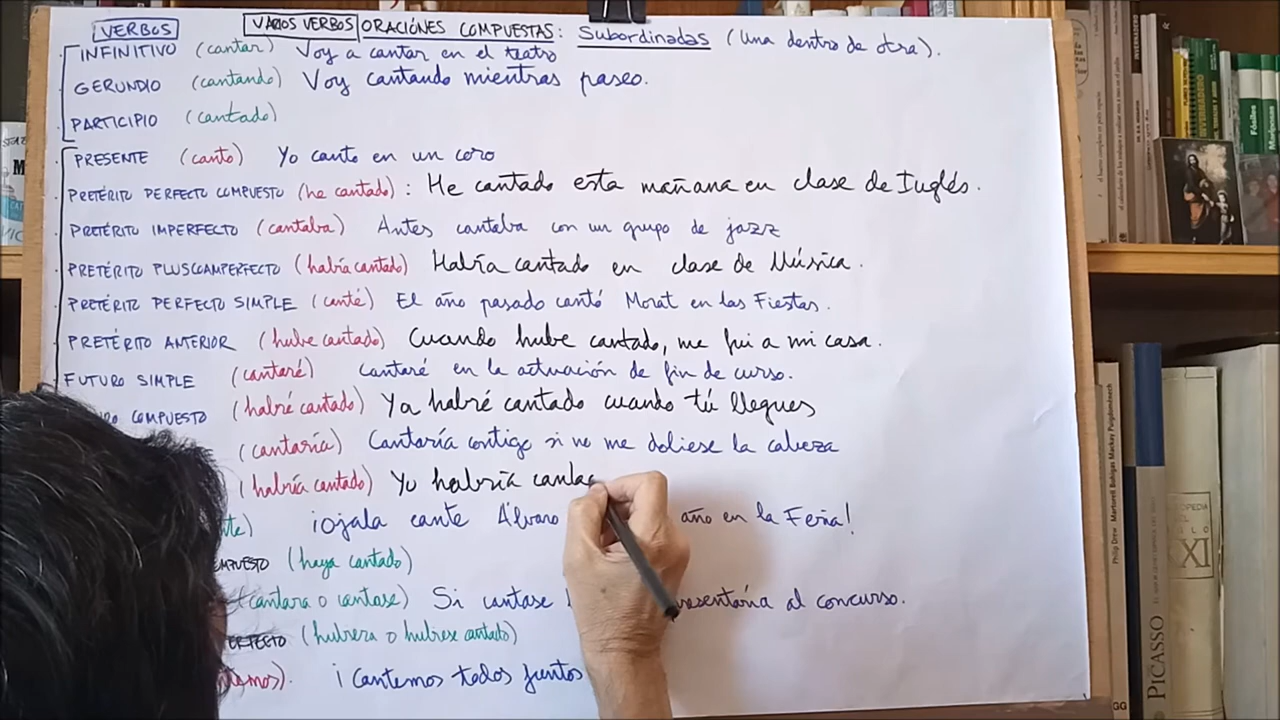 VERBOS VARIOS VERBOS ORACIÓNES COMPUESTAS: Subordinadas (Una dentro de otra).
INFINITIVO (cantar) Voy a cantar en el teatro
GERUNDIO (cantando) Voy cantando mientras paseo.
PARTICIPIO (cantado)
PRESENTE (canto) Yo canto en un coro
PRETÉRITO PERFECTO COMPUESTO (he cantado): He cantado esta mañana en clase de Inglés.
PRETÉRITO IMPERFECTO (cantaba) Antes cantaba con un grupo de jazz
PRETÉRITO PLUSCUAMPERFECTO (había cantado) Había cantado en clase de Música.
PRETÉRITO PERFECTO SIMPLE (canté) El año pasado cantó Morat en las Fiestas.
PRETÉRITO ANTERIOR (hube cantado) Cuando hube cantado, me fui a mi casa.
FUTURO SIMPLE (cantaré) Cantaré en la actuación de fin de curso.
COMPUESTO (habré cantado) Ya habré cantado cuando tú llegues
(cantaría) Cantaría contigo si no me doliese la cabeza
(habría cantado) Yo habría
¡Ojala cante Álvaro año en la Feria!
(haya cantado)
(cantara o cantase) Si cantase al concurso.
(hubiera o hubiese cantado)
¡Cantemos todos juntos
Fósiles
PICASSO
XI
Philip Drew